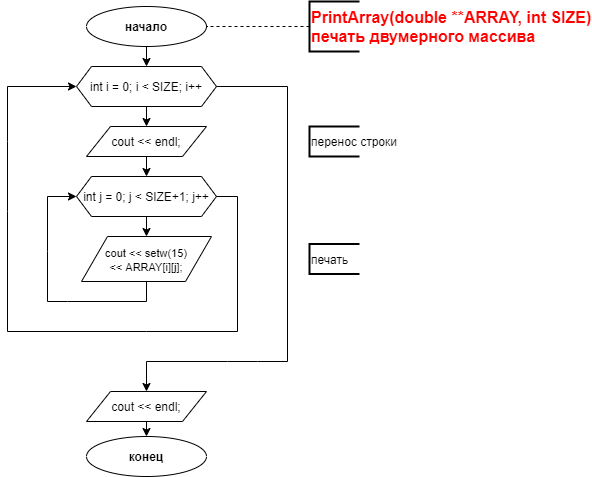 начало
PrintArray(double **ARRAY, int SIZE)
печать двумерного массива
int i = 0; i < SIZE; i++
cout << endl;
перенос строки
int j = 0; j < SIZE+1; j++
cout << setw(15)
<< ARRAY[i][j];
печать
cout << endl;
конец